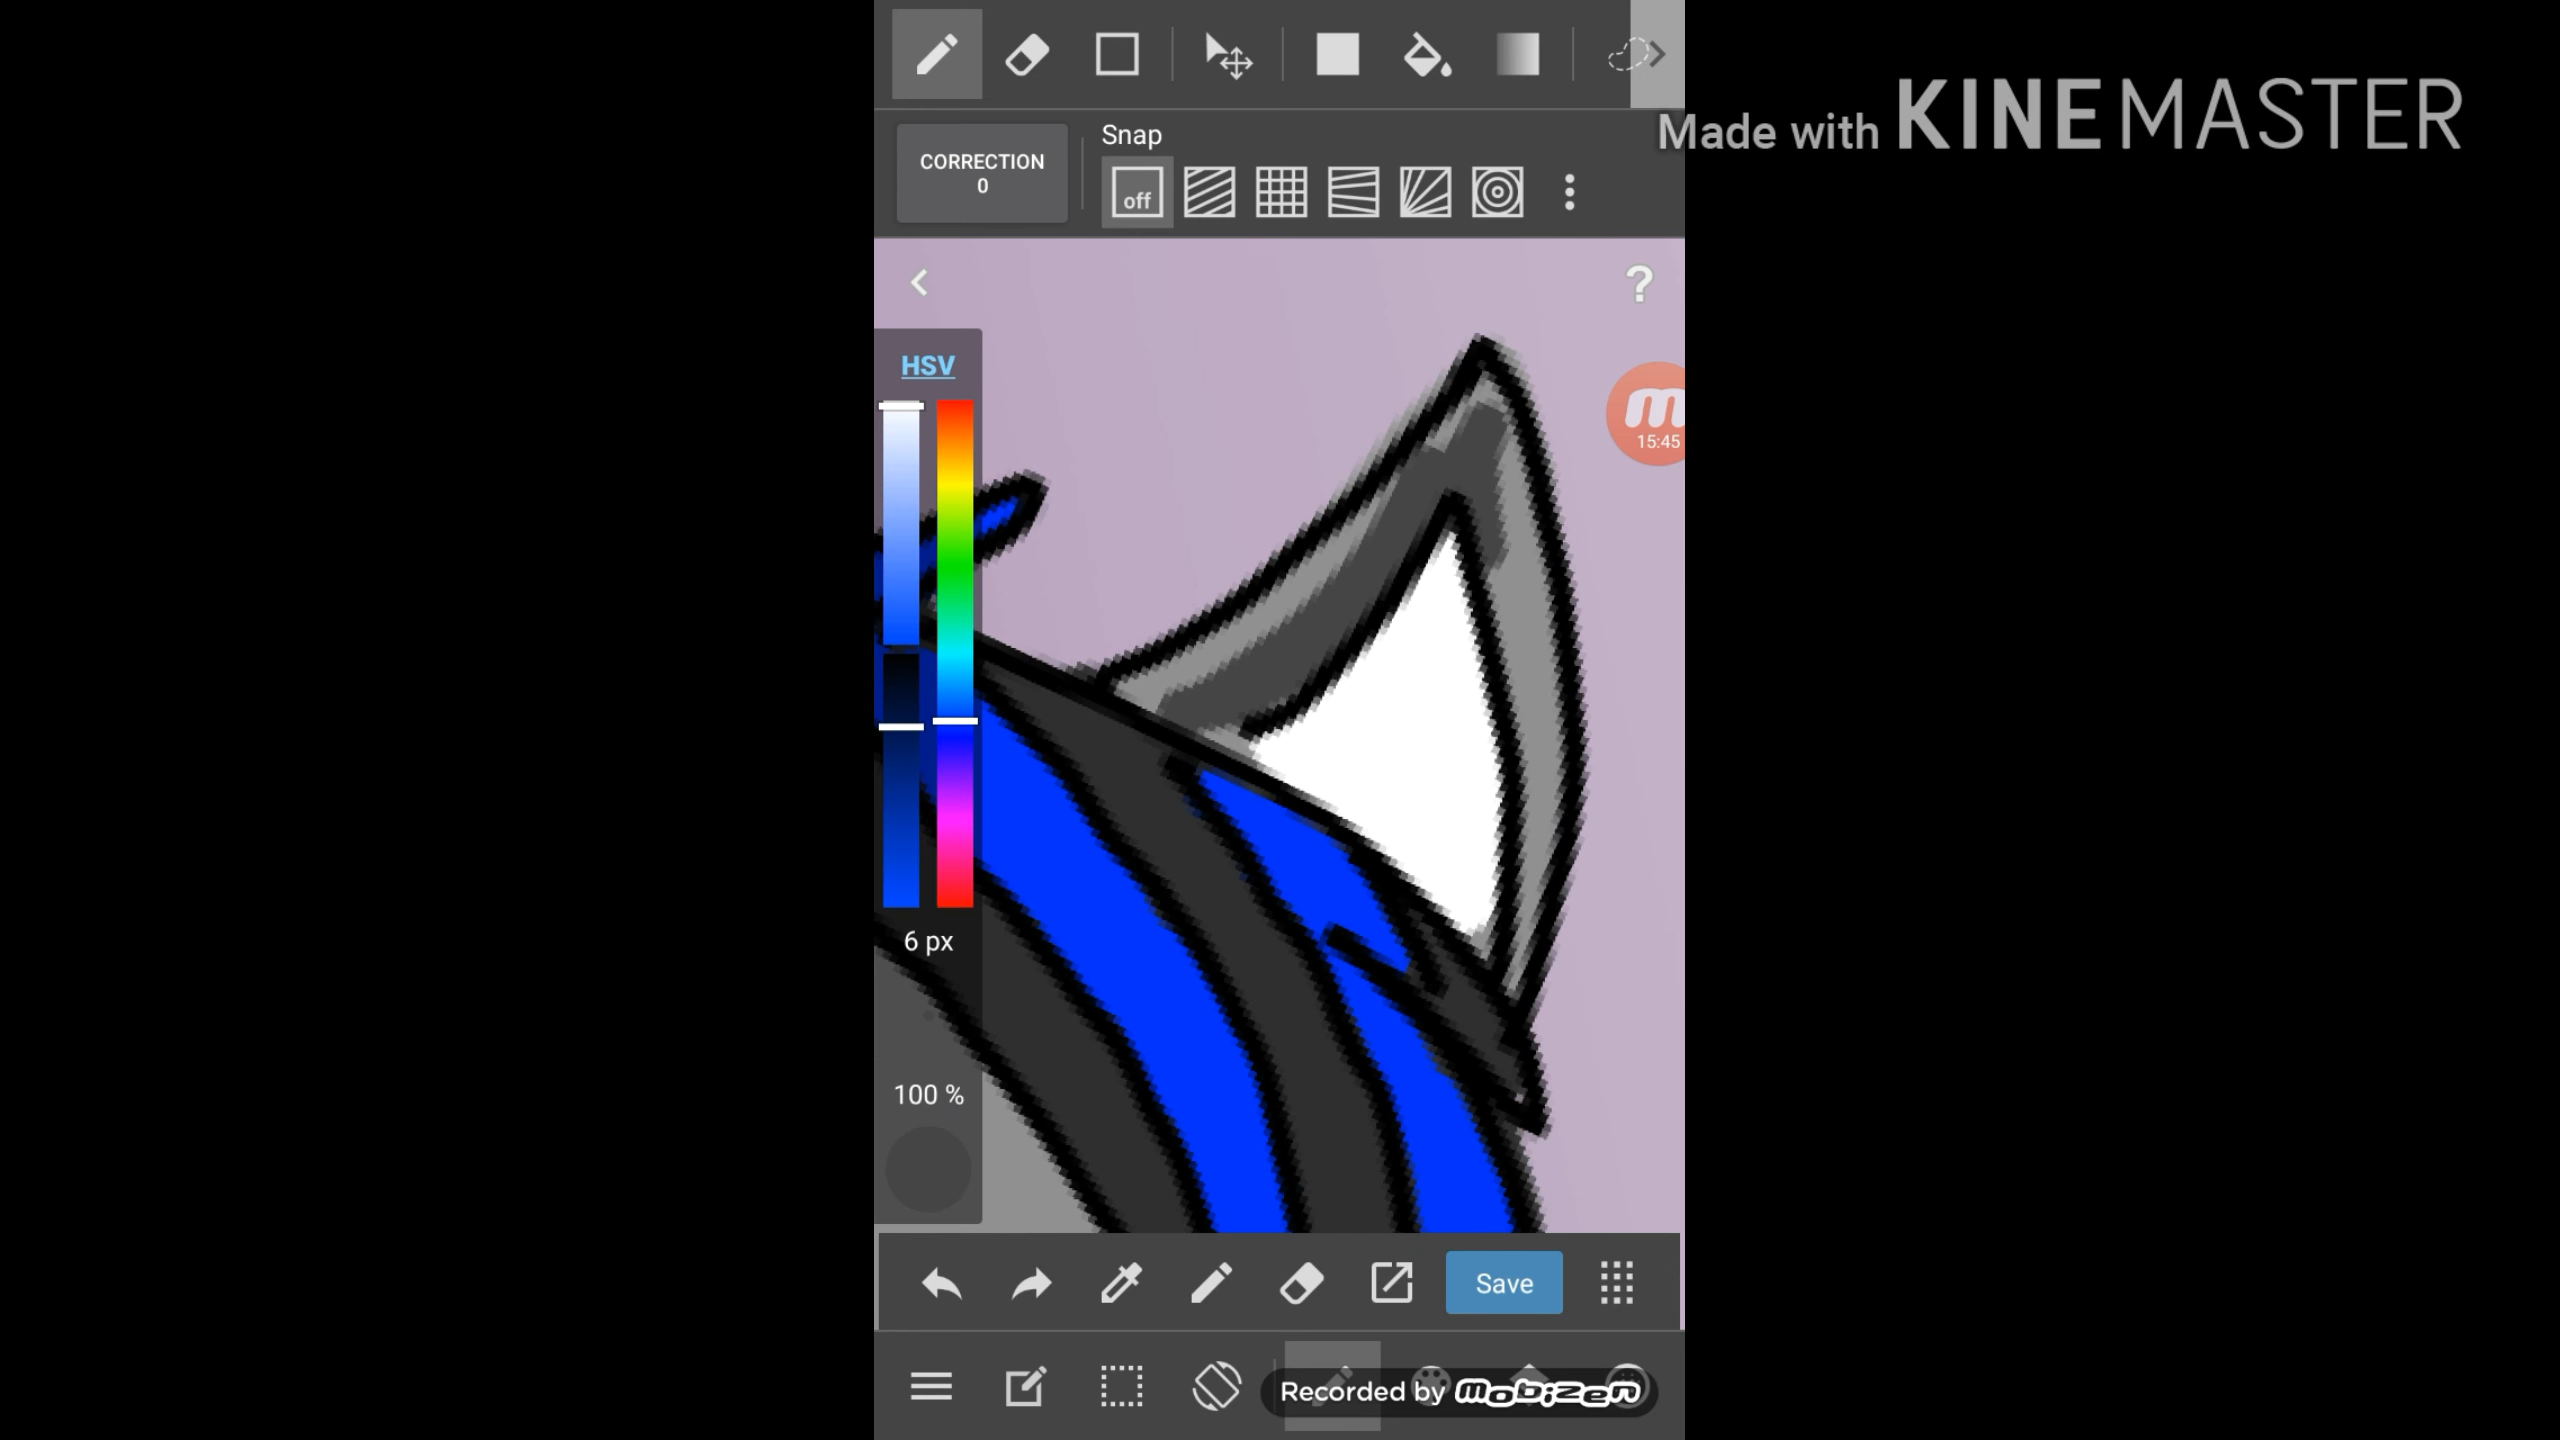 Made with KINEMASTER
Snap
CORRECTION
0
off
?
HSV
m
15:45
6 px
100 %
Save
Recorded by mobizen